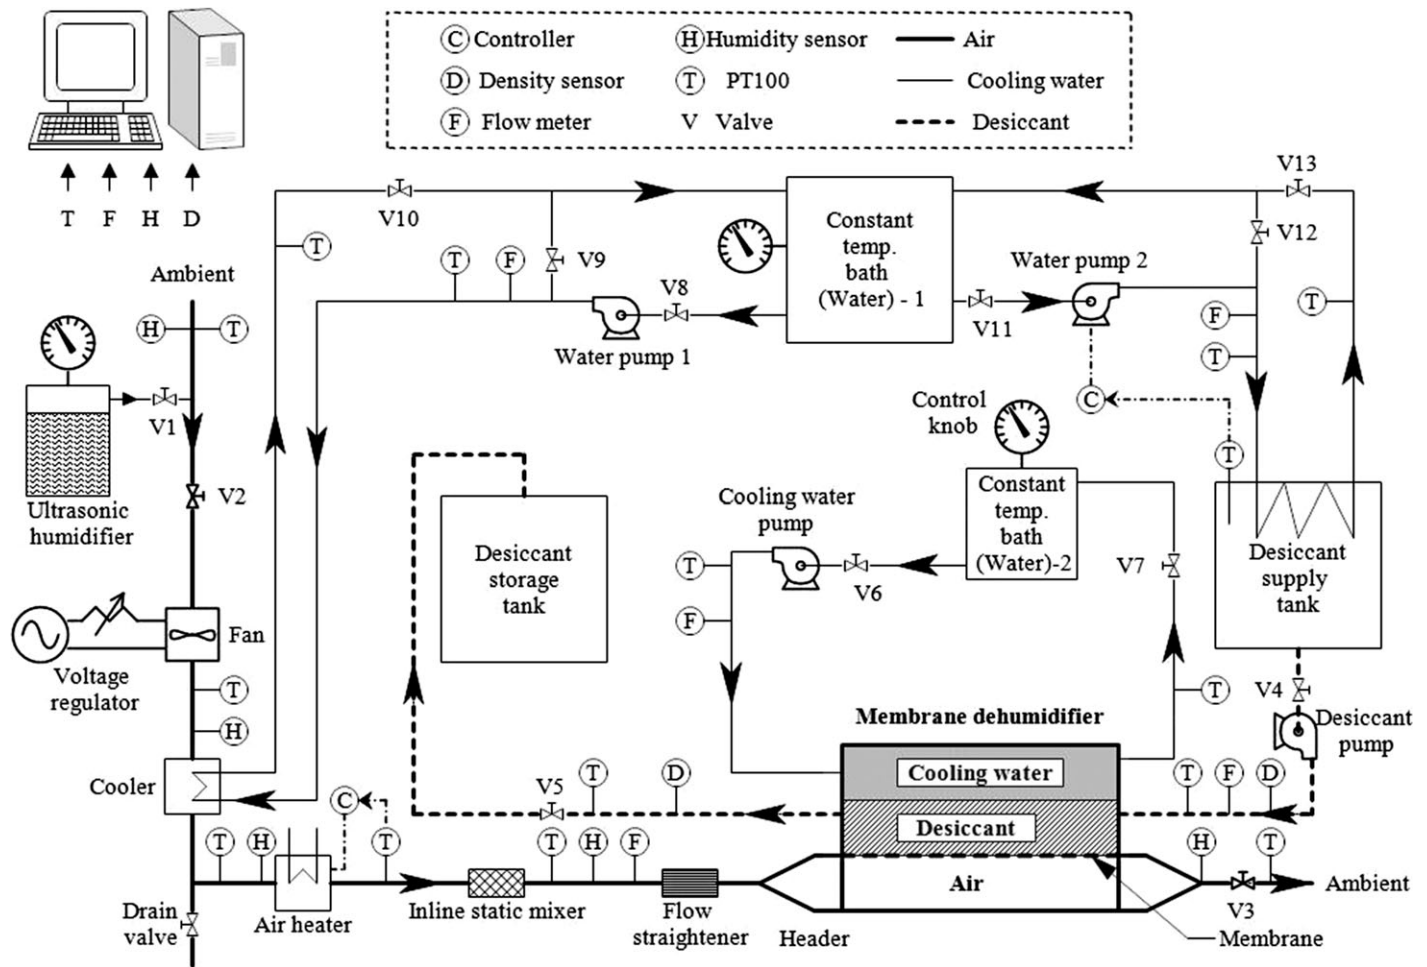 C Controller
H Humidity sensor
Air
D Density sensor
T PT100
Cooling water
F Flow meter
V Valve
Desiccant
T F H D
Ambient
H
T
V1
V2
Ultrasonic
humidifier
Fan
Voltage
regulator
T
H
Cooler
Drain
valve
T
H
C
T
Air heater
Inline static mixer
T
H
F
Flow
straightener
Header
V10
T
T
F
V9
V8
Water pump 1
Constant
temp.
bath
(Water) - 1
V11
Water pump 2
V13
V12
F
T
T
C
T
Control
knob
Constant
temp.
bath
(Water)-2
Cooling water
pump
V6
V7
T
F
T
Desiccant
storage
tank
Desiccant
supply
tank
V4
Desiccant
pump
V5
T
D
Membrane dehumidifier
Cooling water
Desiccant
Air
T
F
D
H
T
V3
Ambient
Membrane